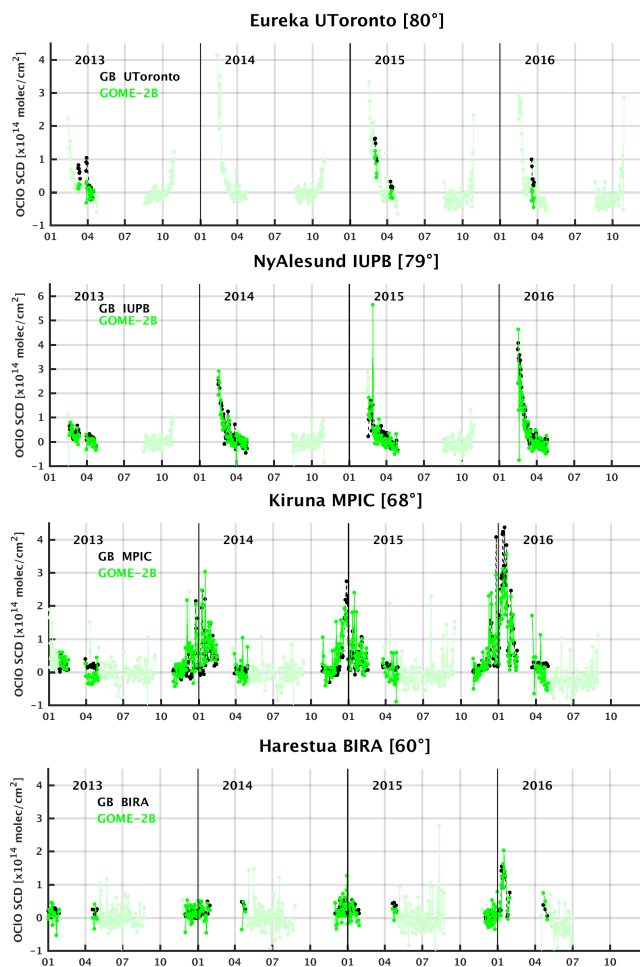 Eureka UToronto [80°]
OClO SCD [x10^14 molec/cm^2]
4
3
2
1
0
-1
2013 2014 2015 2016
GB UToronto
GOME-2B
01 04 07 10 01 04 07 10 01 04 07 10 01 04 07 10
NyAlesund IUPB [79°]
OClO SCD [x10^14 molec/cm^2]
6
5
4
3
2
1
0
-1
2013 2014 2015 2016
GB IUPB
GOME-2B
01 04 07 10 01 04 07 10 01 04 07 10 01 04 07 10
Kiruna MPIC [68°]
OClO SCD [x10^14 molec/cm^2]
4
3
2
1
0
-1
2013 2014 2015 2016
GB MPIC
GOME-2B
01 04 07 10 01 04 07 10 01 04 07 10 01 04 07 10
Harestua BIRA [60°]
OClO SCD [x10^14 molec/cm^2]
4
3
2
1
0
-1
2013 2014 2015 2016
GB BIRA
GOME-2B
01 04 07 10 01 04 07 10 01 04 07 10 01 04 07 10